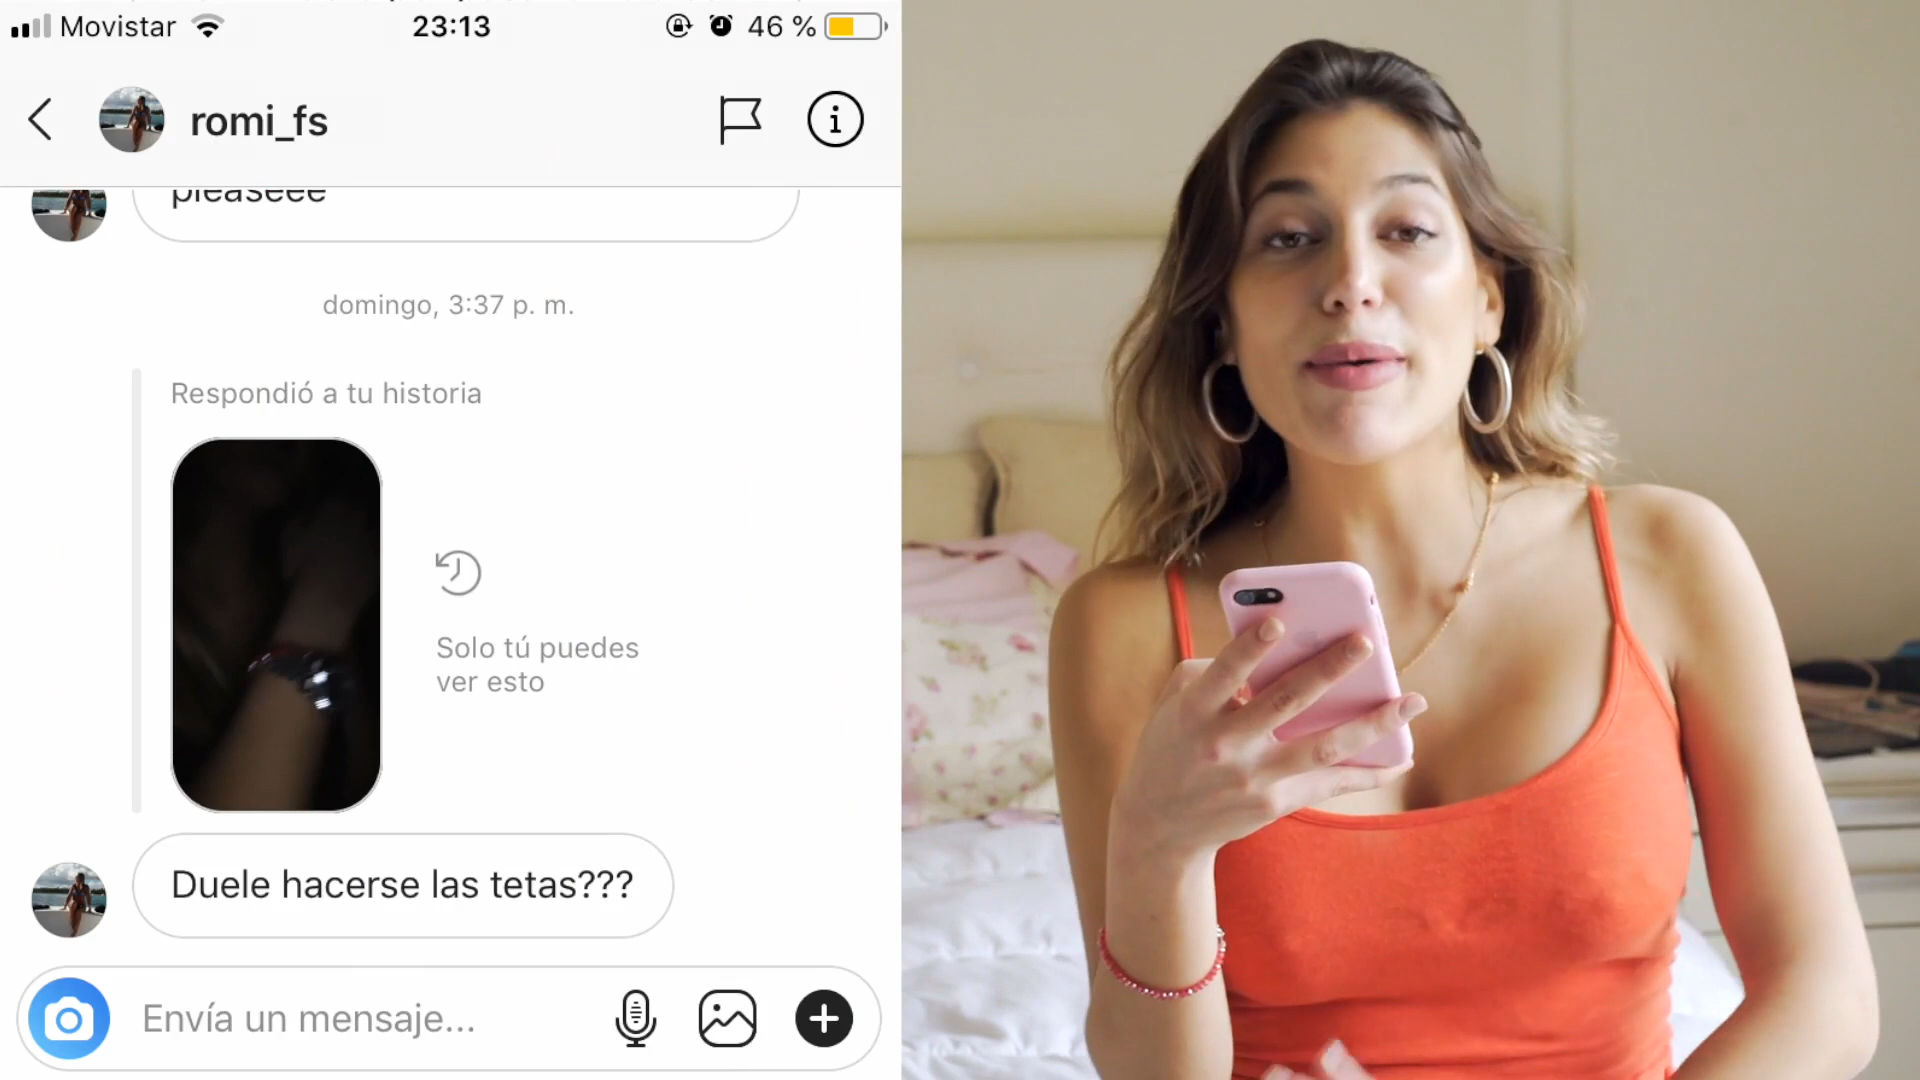 Movistar 23:13 46 %
romi_fs
pleaseee
domingo, 3:37 p. m.
Respondió a tu historia
Solo tú puedes
ver esto
Duele hacerse las tetas???
Envía un mensaje...